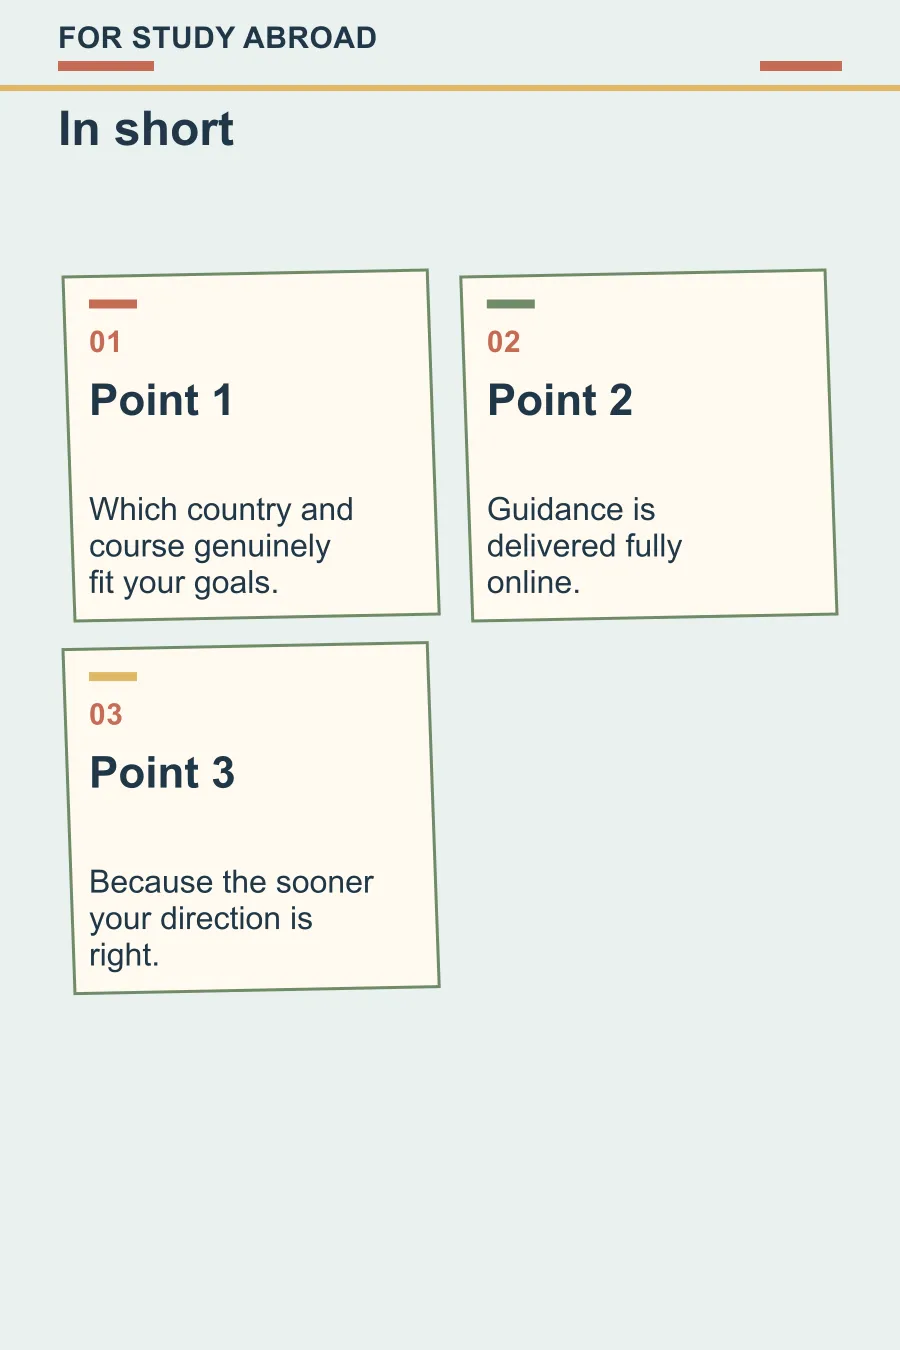 FOR STUDY ABROAD
In short
01
Point 1
Which country and
course genuinely
fit your goals.
02
Point 2
Guidance is
delivered fully
online.
03
Point 3
Because the sooner
your direction is
right.